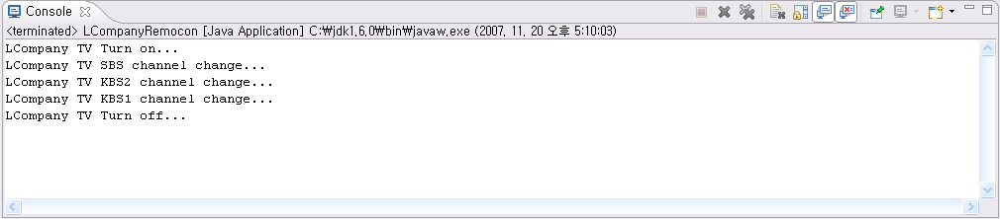 Console
<terminated> LCompanyRemocon [Java Application] C:₩jdk1.6.0₩bin₩javaw.exe (2007. 11. 20 오후 5:10:03)
LCompany TV Turn on...
LCompany TV SBS channel change...
LCompany TV KBS2 channel change...
LCompany TV KBS1 channel change...
LCompany TV Turn off...